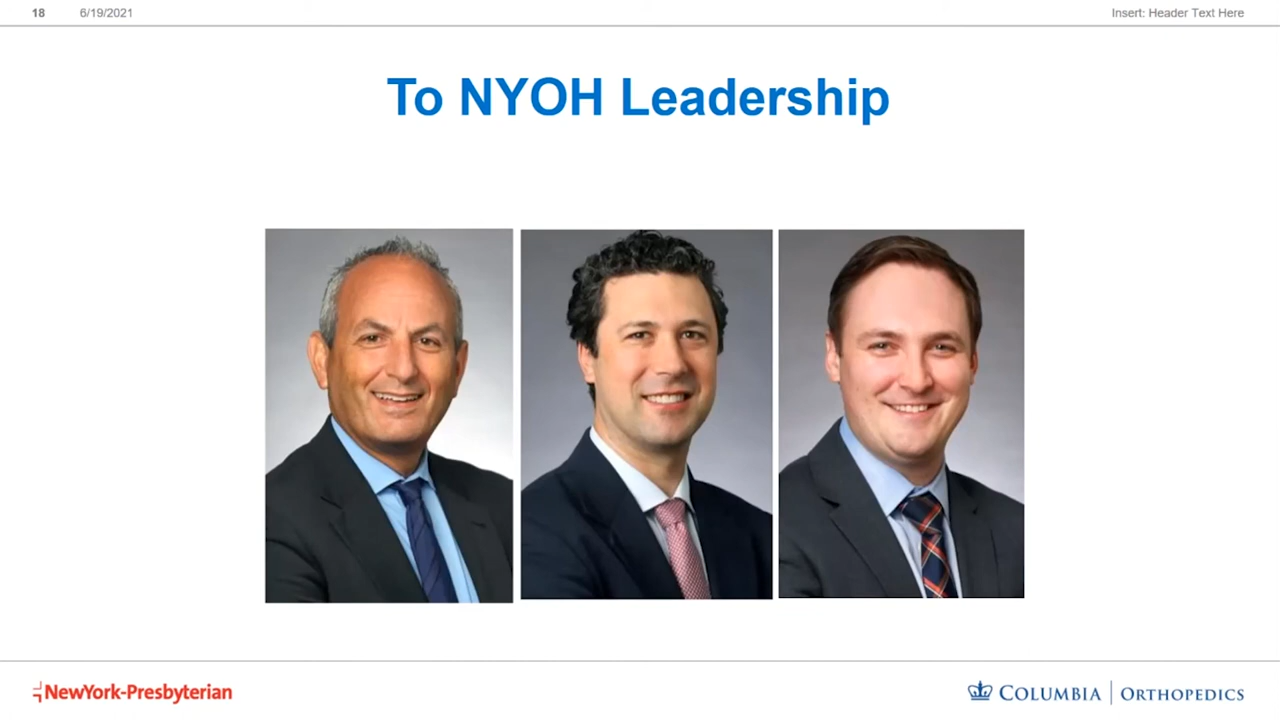 18 6/19/2021 Insert: Header Text Here
To NYOH Leadership
NewYork-Presbyterian
COLUMBIA | ORTHOPEDICS